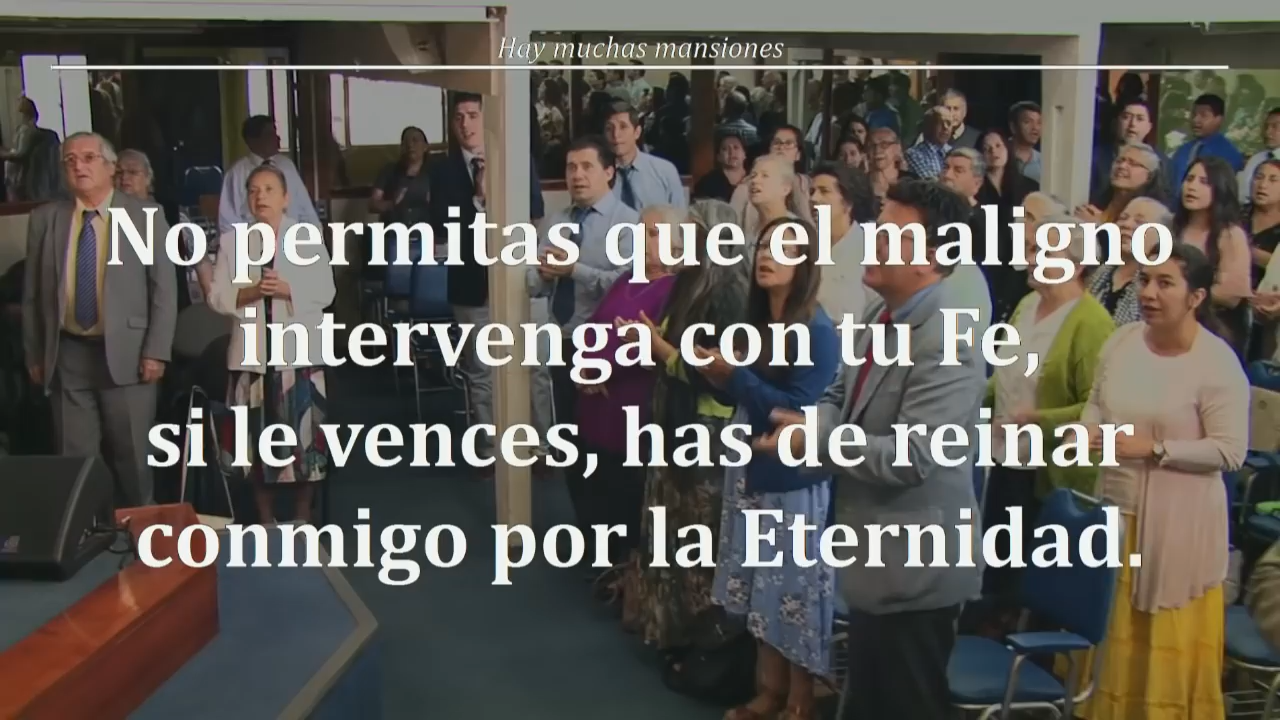 Hay muchas mansiones
No permitas que el maligno
intervenga con tu Fe,
si le vences, has de reinar
conmigo por la Eternidad.